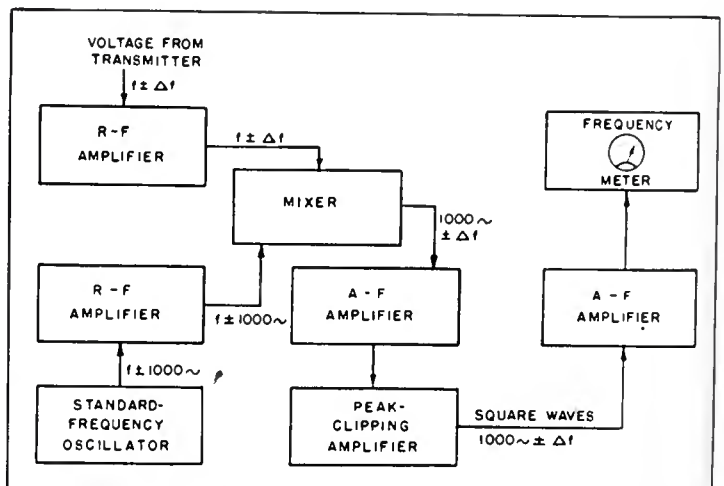 VOLTAGE FROM
TRANSMITTER
f ± Δf
R-F
AMPLIFIER
f ± Δf
MIXER
1000~
± Δf
FREQUENCY
METER
R-F
AMPLIFIER
f ± 1000~
A-F
AMPLIFIER
A-F
AMPLIFIER
f ± 1000~
STANDARD-
FREQUENCY
OSCILLATOR
PEAK-
CLIPPING
AMPLIFIER
SQUARE WAVES
1000~ ± Δf